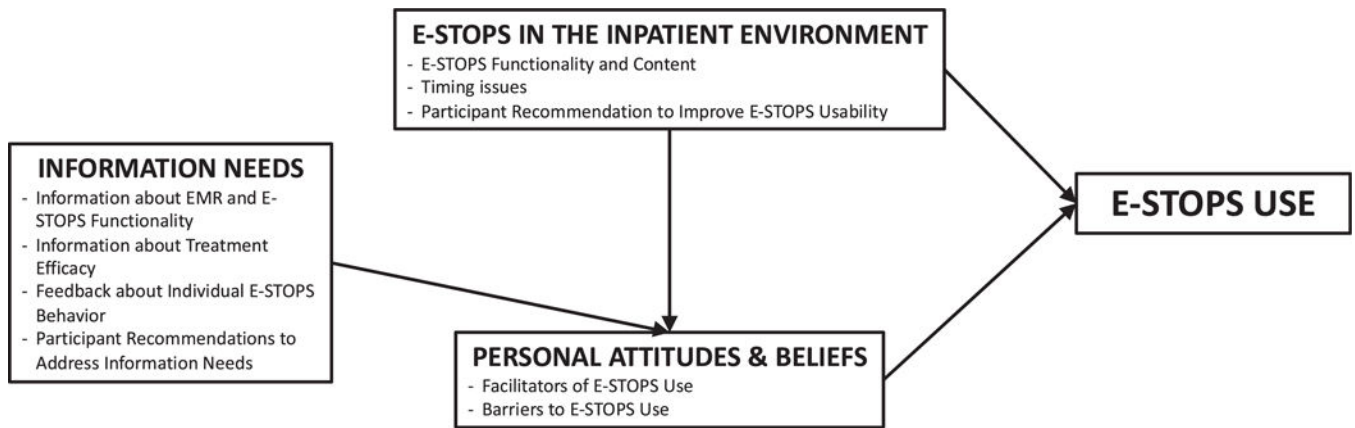 E-STOPS IN THE INPATIENT ENVIRONMENT
- E-STOPS Functionality and Content
- Timing issues
- Participant Recommendation to Improve E-STOPS Usability
INFORMATION NEEDS
- Information about EMR and E-
STOPS Functionality
- Information about Treatment
Efficacy
- Feedback about Individual E-STOPS
Behavior
- Participant Recommendations to
Address Information Needs
PERSONAL ATTITUDES & BELIEFS
- Facilitators of E-STOPS Use
- Barriers to E-STOPS Use
E-STOPS USE